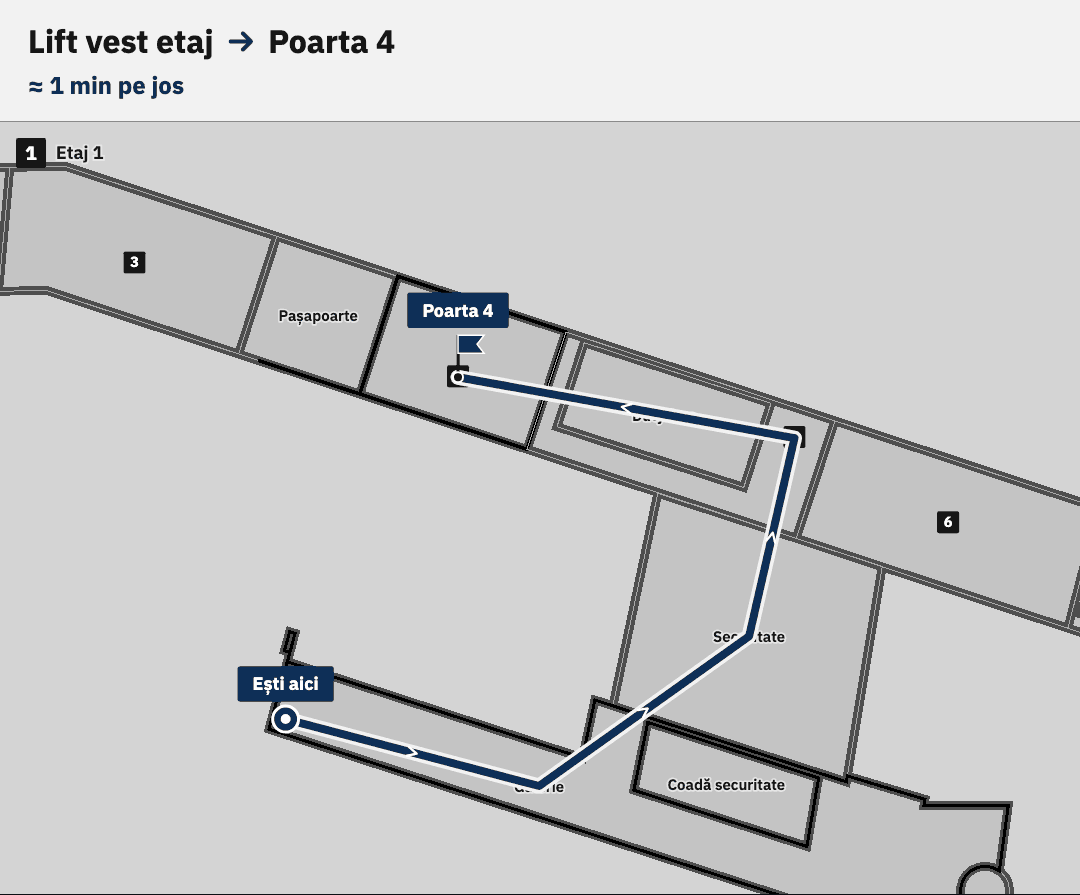 Lift vest etaj → Poarta 4
≈ 1 min pe jos
1 Etaj 1
3
Pașapoarte
Poarta 4
6
Ești aici
Coadă securitate